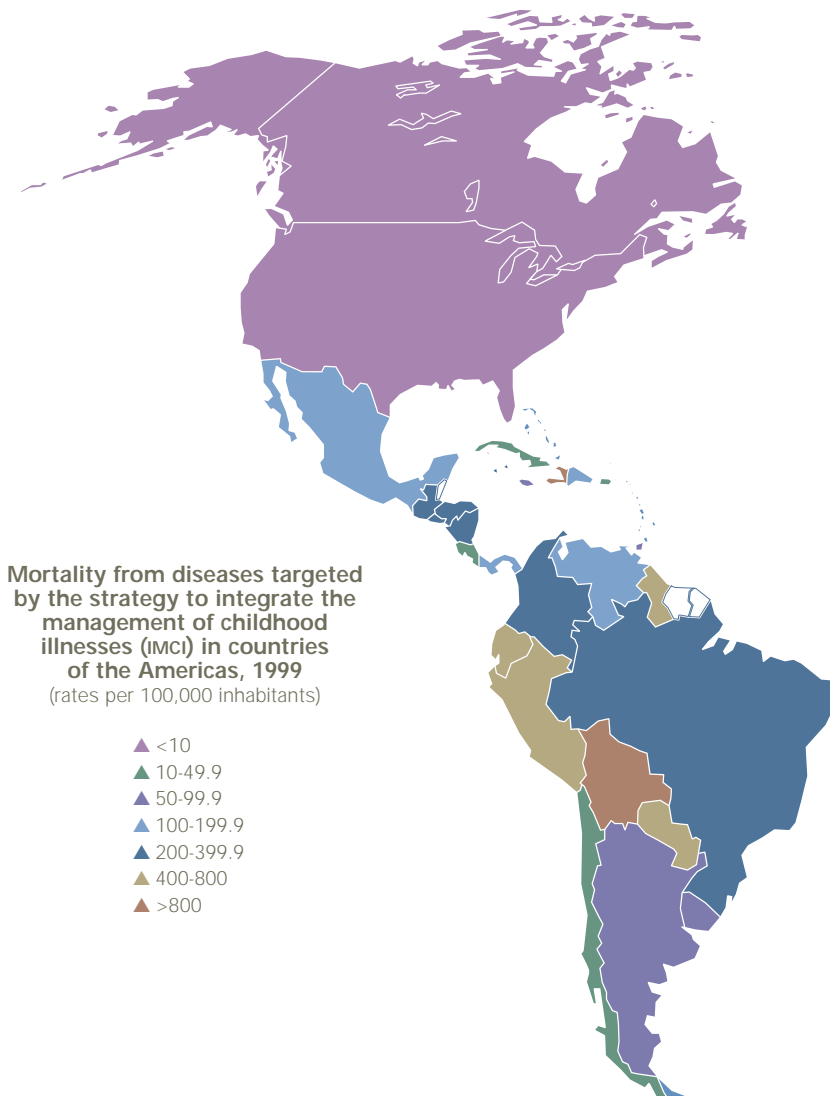 Mortality from diseases targeted
by the strategy to integrate the
management of childhood
illnesses (IMCI) in countries
of the Americas, 1999
(rates per 100,000 inhabitants)
<10
10-49.9
50-99.9
100-199.9
200-399.9
400-800
>800